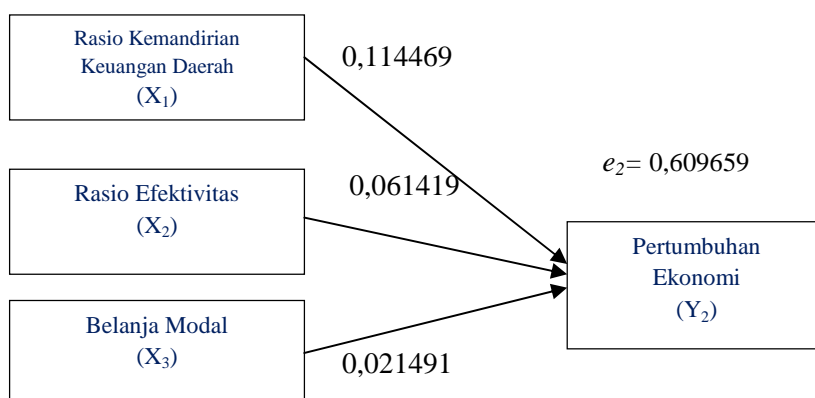 Rasio Kemandirian
Keuangan Daerah
(X₁)
0,114469
e₂= 0,609659
Rasio Efektivitas
(X₂)
0,061419
Pertumbuhan
Ekonomi
(Y₂)
Belanja Modal
(X₃)
0,021491